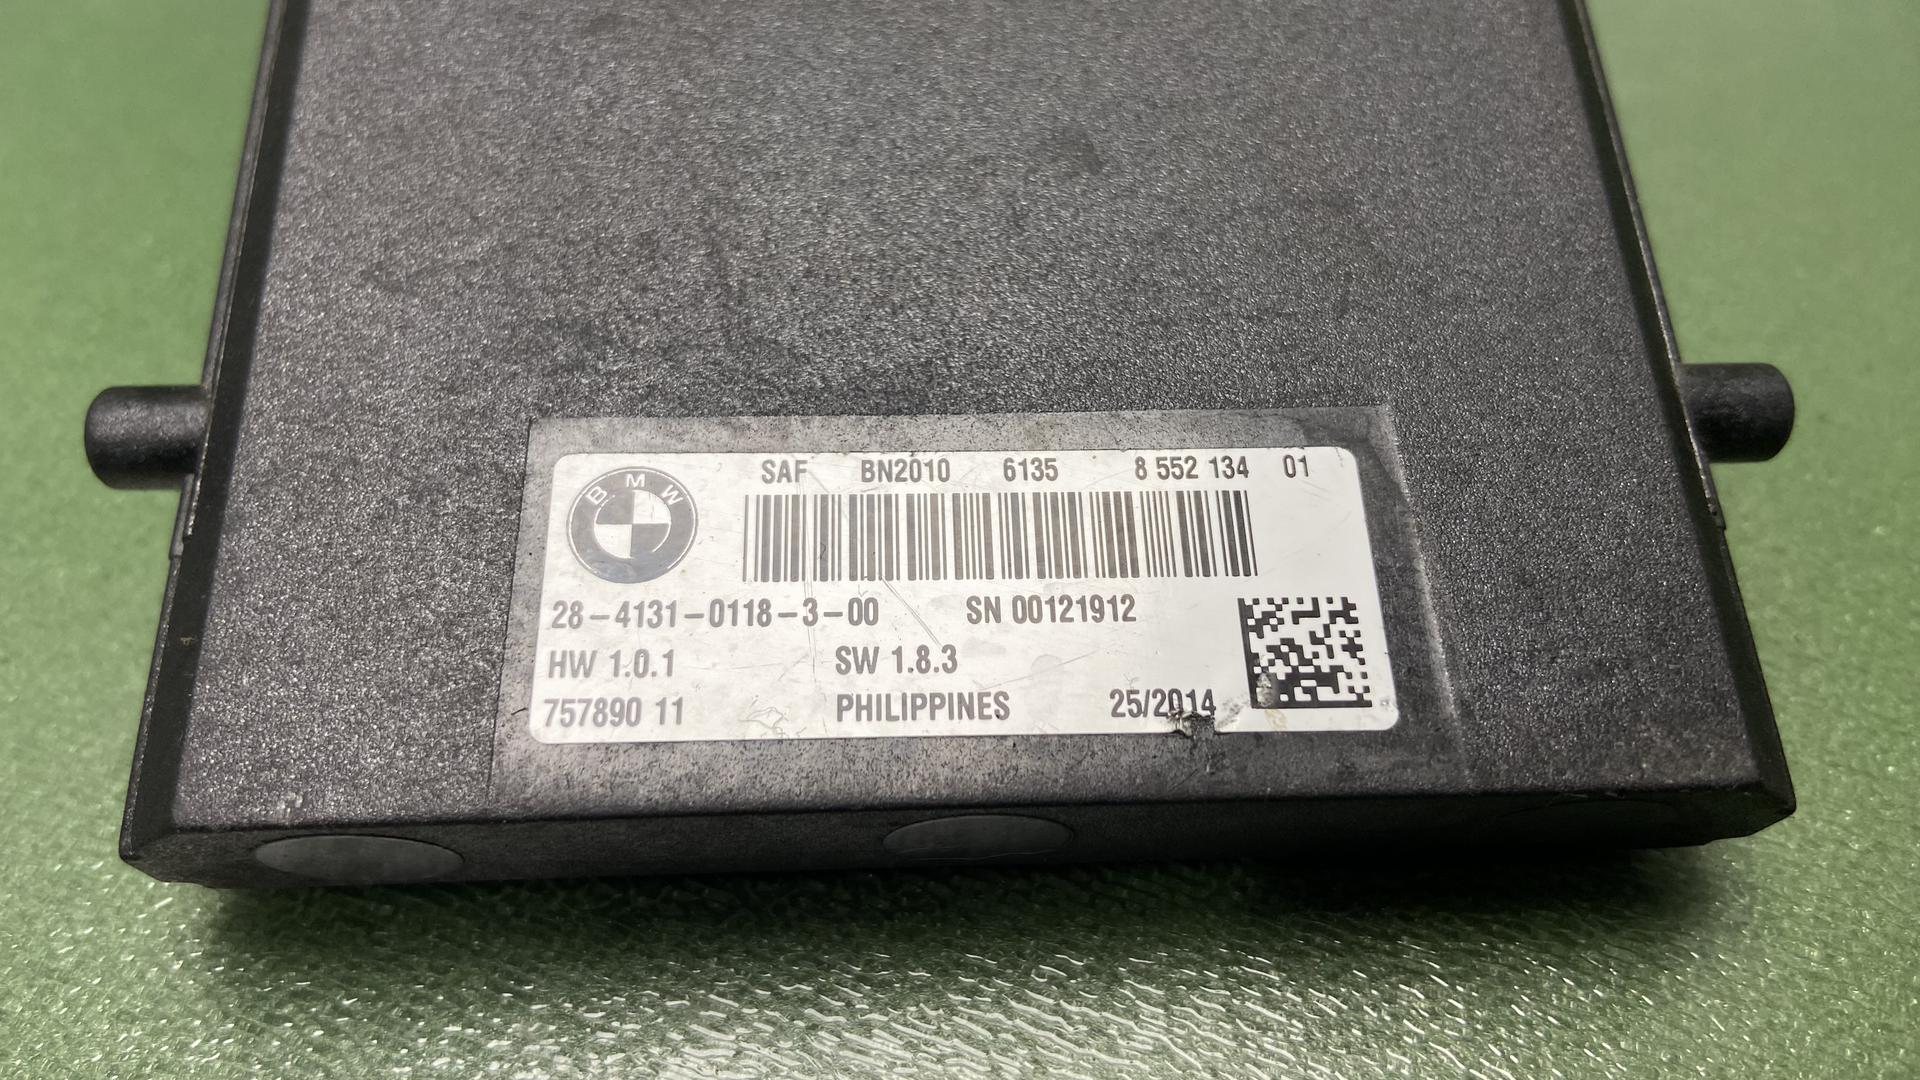 SAF BN2010 6135 8 552 134 01
BMW
28-4131-0118-3-00 SN 00121912
HW 1.0.1 SW 1.8.3
757890 11 PHILIPPINES 25/2014